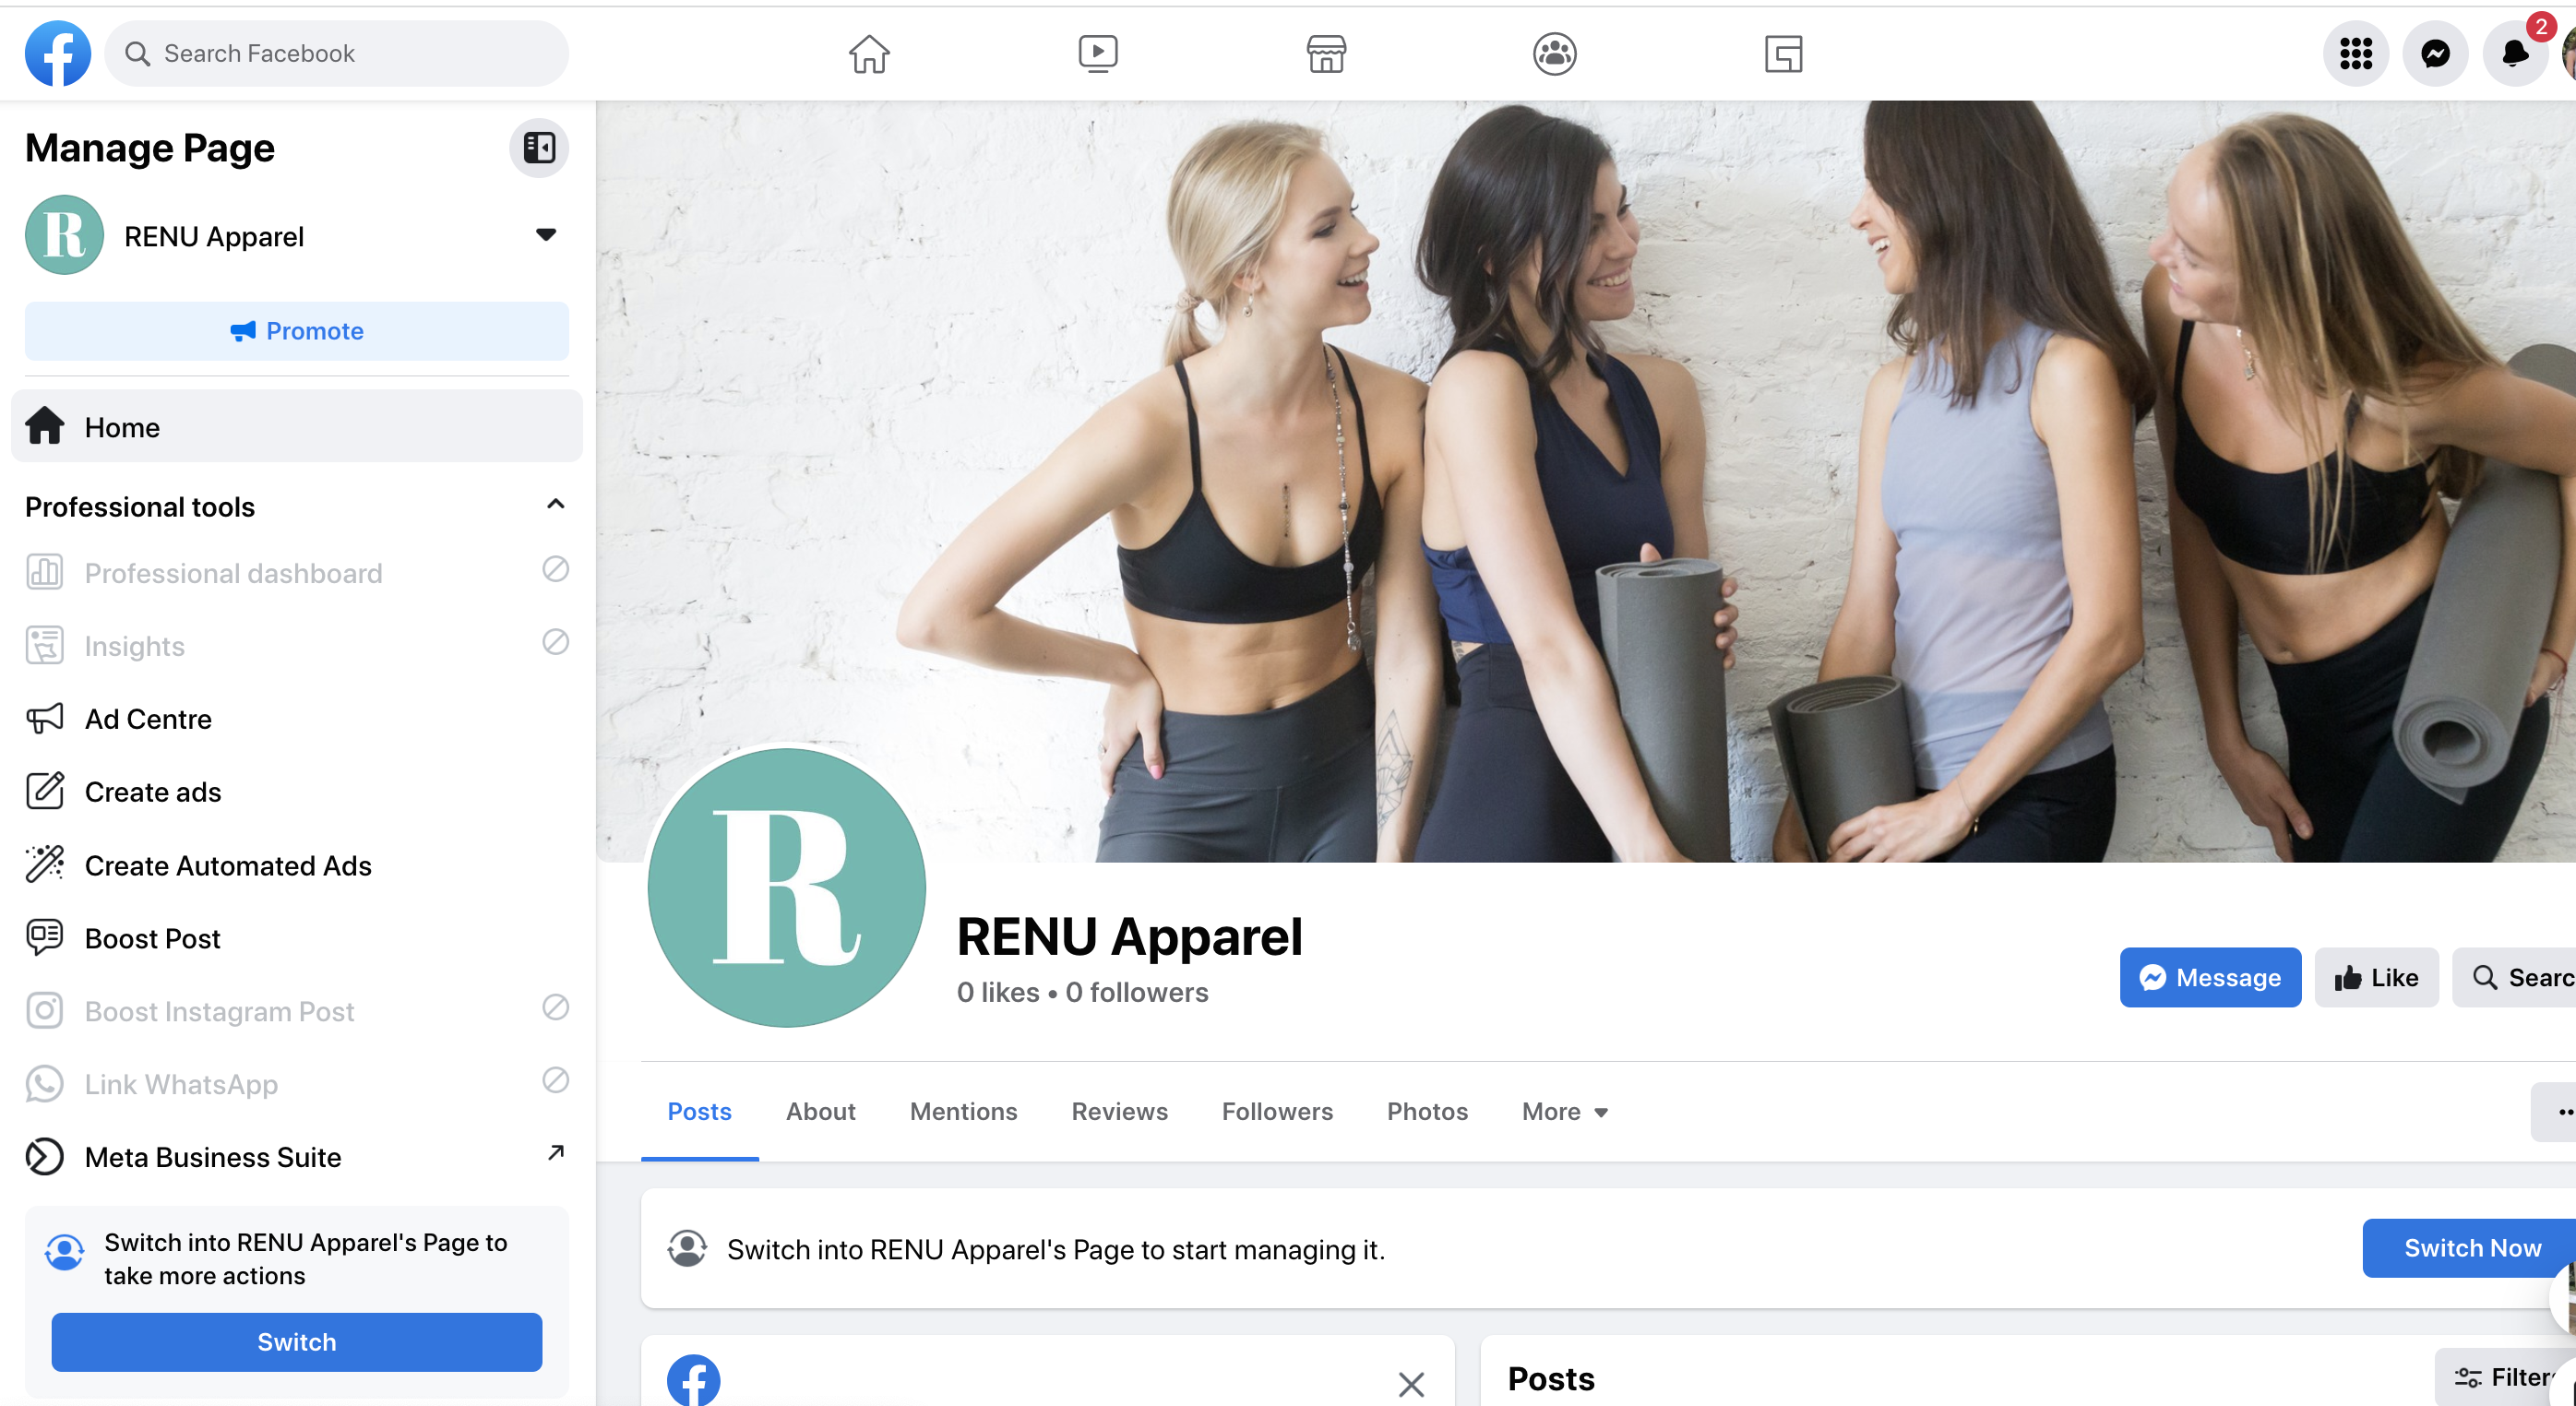 Search Facebook
2
Manage Page
R
RENU Apparel
Promote
Home
Professional tools
Professional dashboard
Insights
Ad Centre
Create ads
Create Automated Ads
Boost Post
Boost Instagram Post
Link WhatsApp
Meta Business Suite
Switch into RENU Apparel's Page to
take more actions
Switch
R
RENU Apparel
0 likes • 0 followers
Message
Like
Searc
Posts
About
Mentions
Reviews
Followers
Photos
More
Switch into RENU Apparel's Page to start managing it.
Switch Now
Posts
Filter